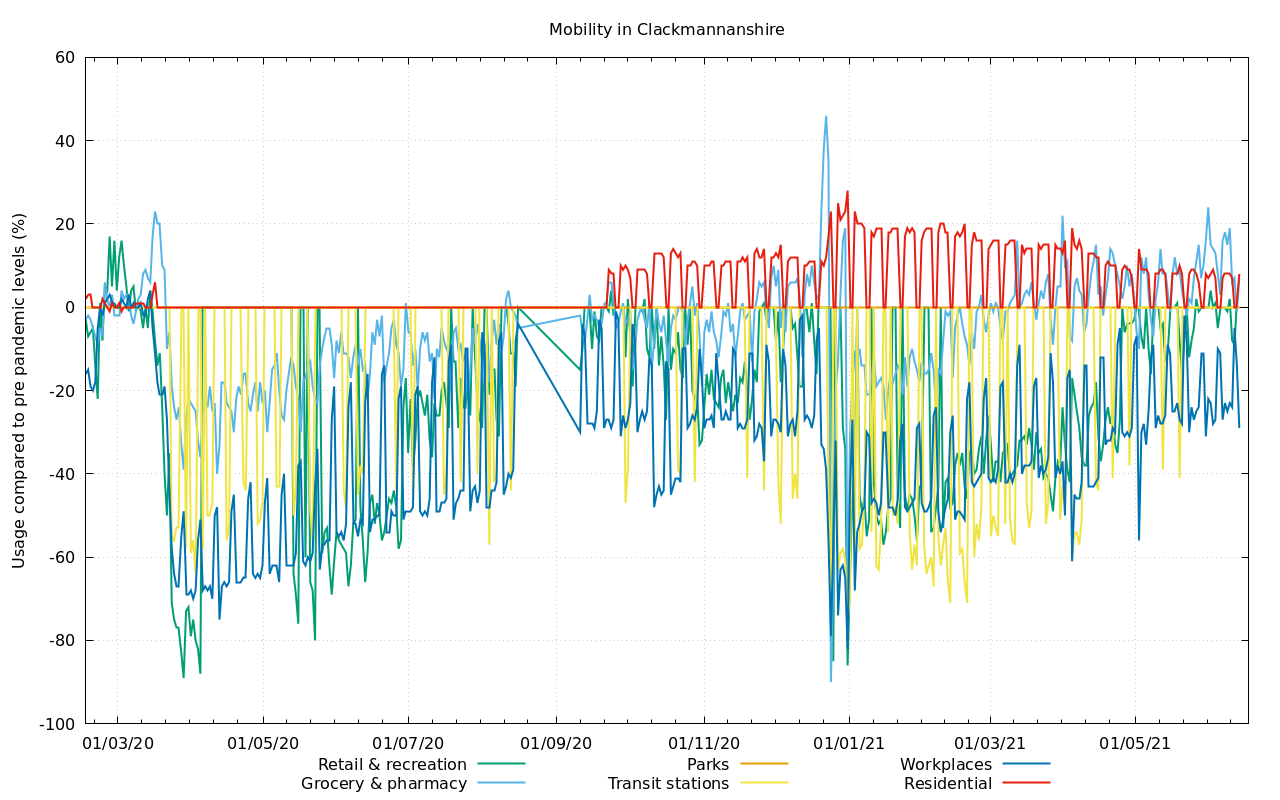 Mobility in Clackmannanshire
Usage compared to pre pandemic levels (%)
60
40
20
0
-20
-40
-60
-80
-100
01/03/20 01/05/20 01/07/20 01/09/20 01/11/20 01/01/21 01/03/21 01/05/21
Retail & recreation Parks Workplaces
Grocery & pharmacy Transit stations Residential